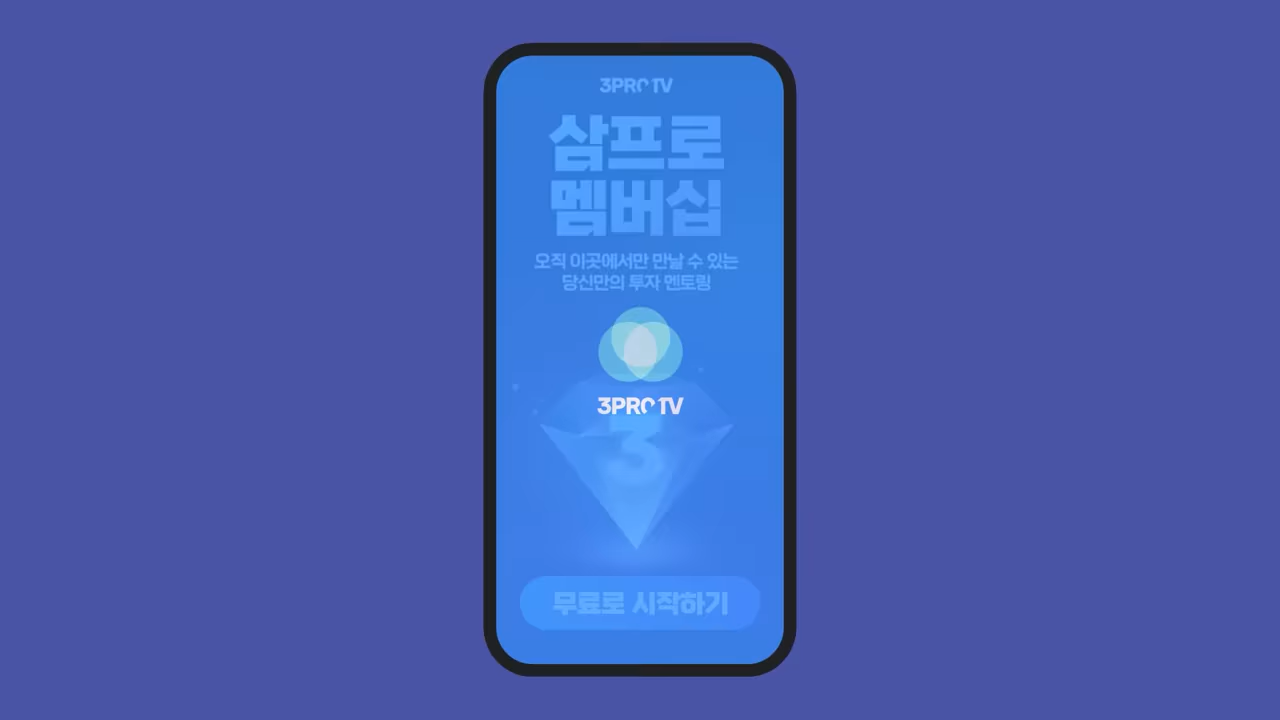 3PRO TV
삼프로
멤버십
오직 이곳에서만 만날 수 있는
당신만의 투자 멘토링
3PRO TV
3
무료로 시작하기